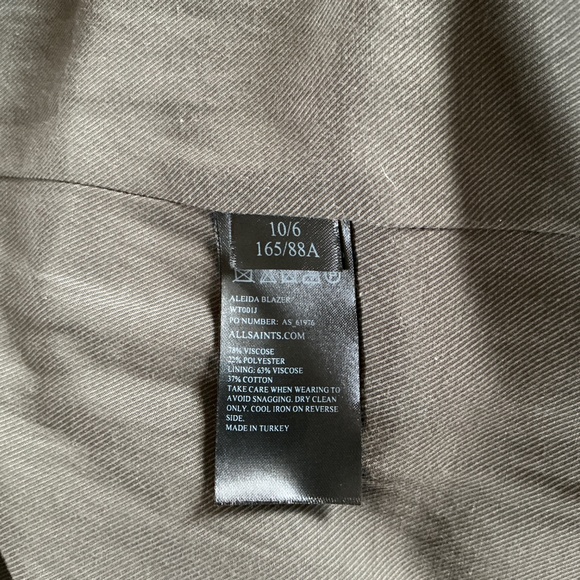 10/6
165/88A
ALEIDA BLAZER
WT001J
PO NUMBER: AS_61976
ALLSAINTS.COM
78% VISCOSE
22% POLYESTER
LINING: 63% VISCOSE
37% COTTON
TAKE CARE WHEN WEARING TO
AVOID SNAGGING. DRY CLEAN
ONLY. COOL IRON ON REVERSE
SIDE.
MADE IN TURKEY